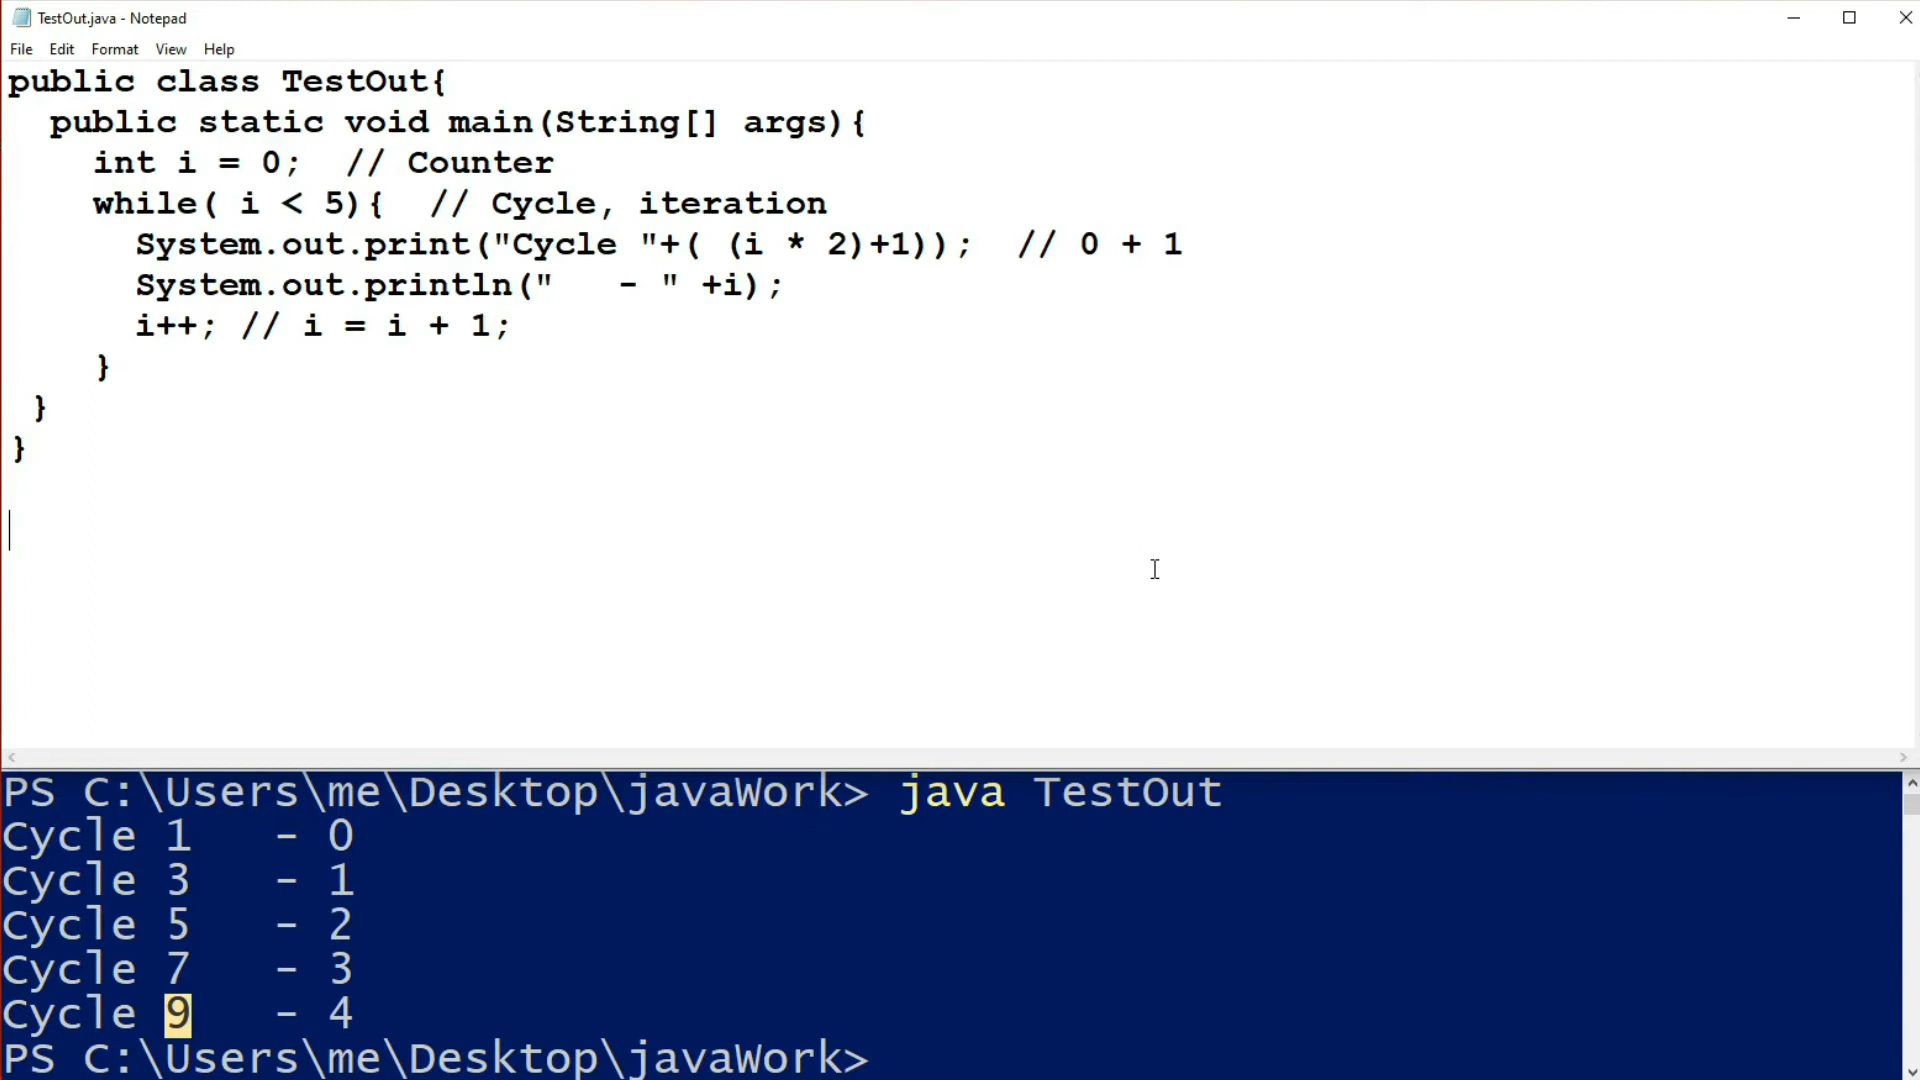 TestOut.java - Notepad
File Edit Format View Help
public class TestOut{
  public static void main(String[] args){
    int i = 0;  // Counter
    while( i < 5){  // Cycle, iteration
      System.out.print("Cycle "+( (i * 2)+1));  // 0 + 1
      System.out.println("   - " +i);
      i++; // i = i + 1;
    }
 }
}
PS C:\Users\me\Desktop\javaWork> java TestOut
Cycle 1   - 0
Cycle 3   - 1
Cycle 5   - 2
Cycle 7   - 3
Cycle 9   - 4
PS C:\Users\me\Desktop\javaWork>